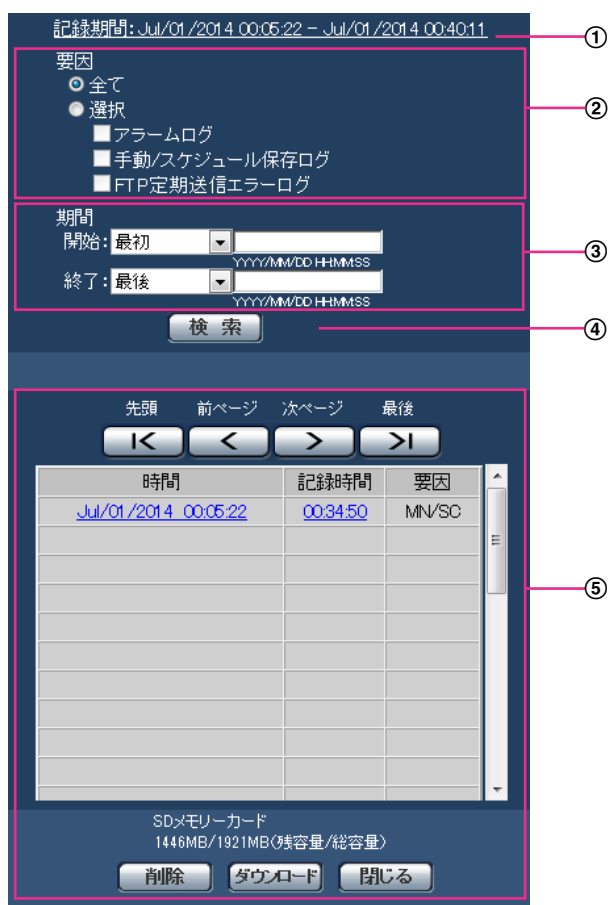 記録期間: Jul/01/2014 00:05:22 − Jul/01/2014 00:40:11
①
要因
全て
②
選択
アラームログ
手動/スケジュール保存ログ
FTP定期送信エラーログ
期間
開始: 最初
YYYY/MM/DD HH:MM:SS
③
終了: 最後
YYYY/MM/DD HH:MM:SS
検 索
④
先頭 前ページ 次ページ 最後
|< < > >|
時間 記録時間 要因
Jul/01/2014 00:05:22 00:34:50 MN/SC
⑤
SDメモリーカード
1446MB/1921MB(残容量/総容量)
削除 ダウンロード 閉じる